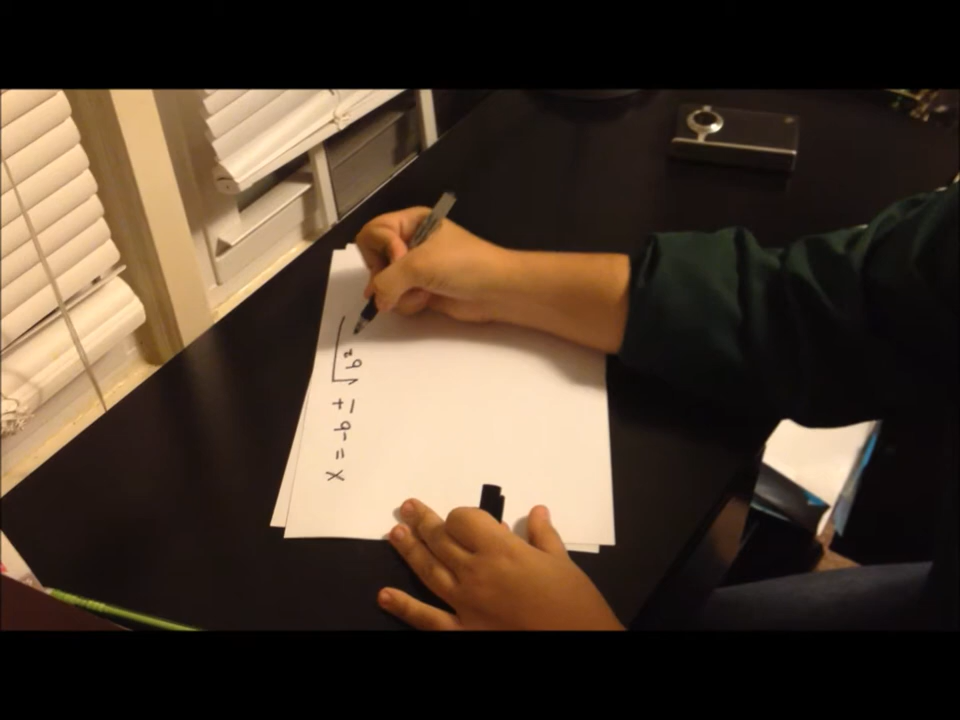 x = -b ± √b²